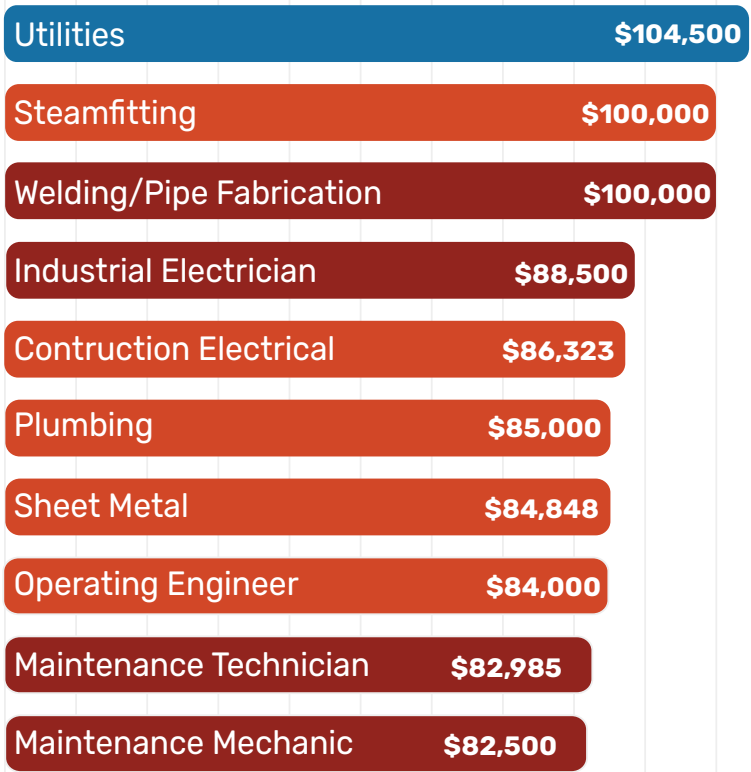 Utilities $104,500
Steamfitting $100,000
Welding/Pipe Fabrication $100,000
Industrial Electrician $88,500
Contruction Electrical $86,323
Plumbing $85,000
Sheet Metal $84,848
Operating Engineer $84,000
Maintenance Technician $82,985
Maintenance Mechanic $82,500